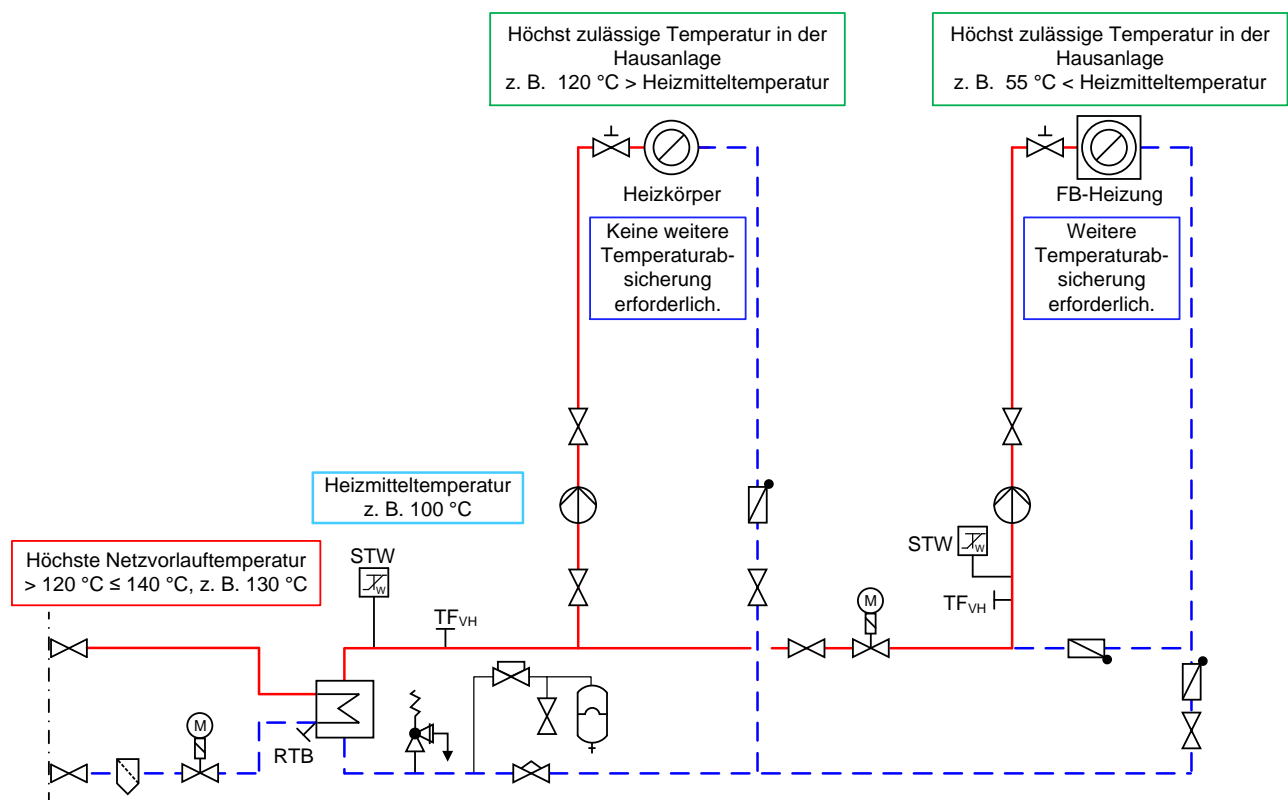 Höchst zulässige Temperatur in der
Hausanlage
z. B. 120 °C > Heizmitteltemperatur
Höchst zulässige Temperatur in der
Hausanlage
z. B. 55 °C < Heizmitteltemperatur
Heizkörper
FB-Heizung
Keine weitere
Temperaturab-
sicherung
erforderlich.
Weitere
Temperaturab-
sicherung
erforderlich.
Heizmitteltemperatur
z. B. 100 °C
Höchste Netzvorlauftemperatur
> 120 °C ≤ 140 °C, z. B. 130 °C
STW
W
TFVH
STW
W
TFVH
M
M
RTB